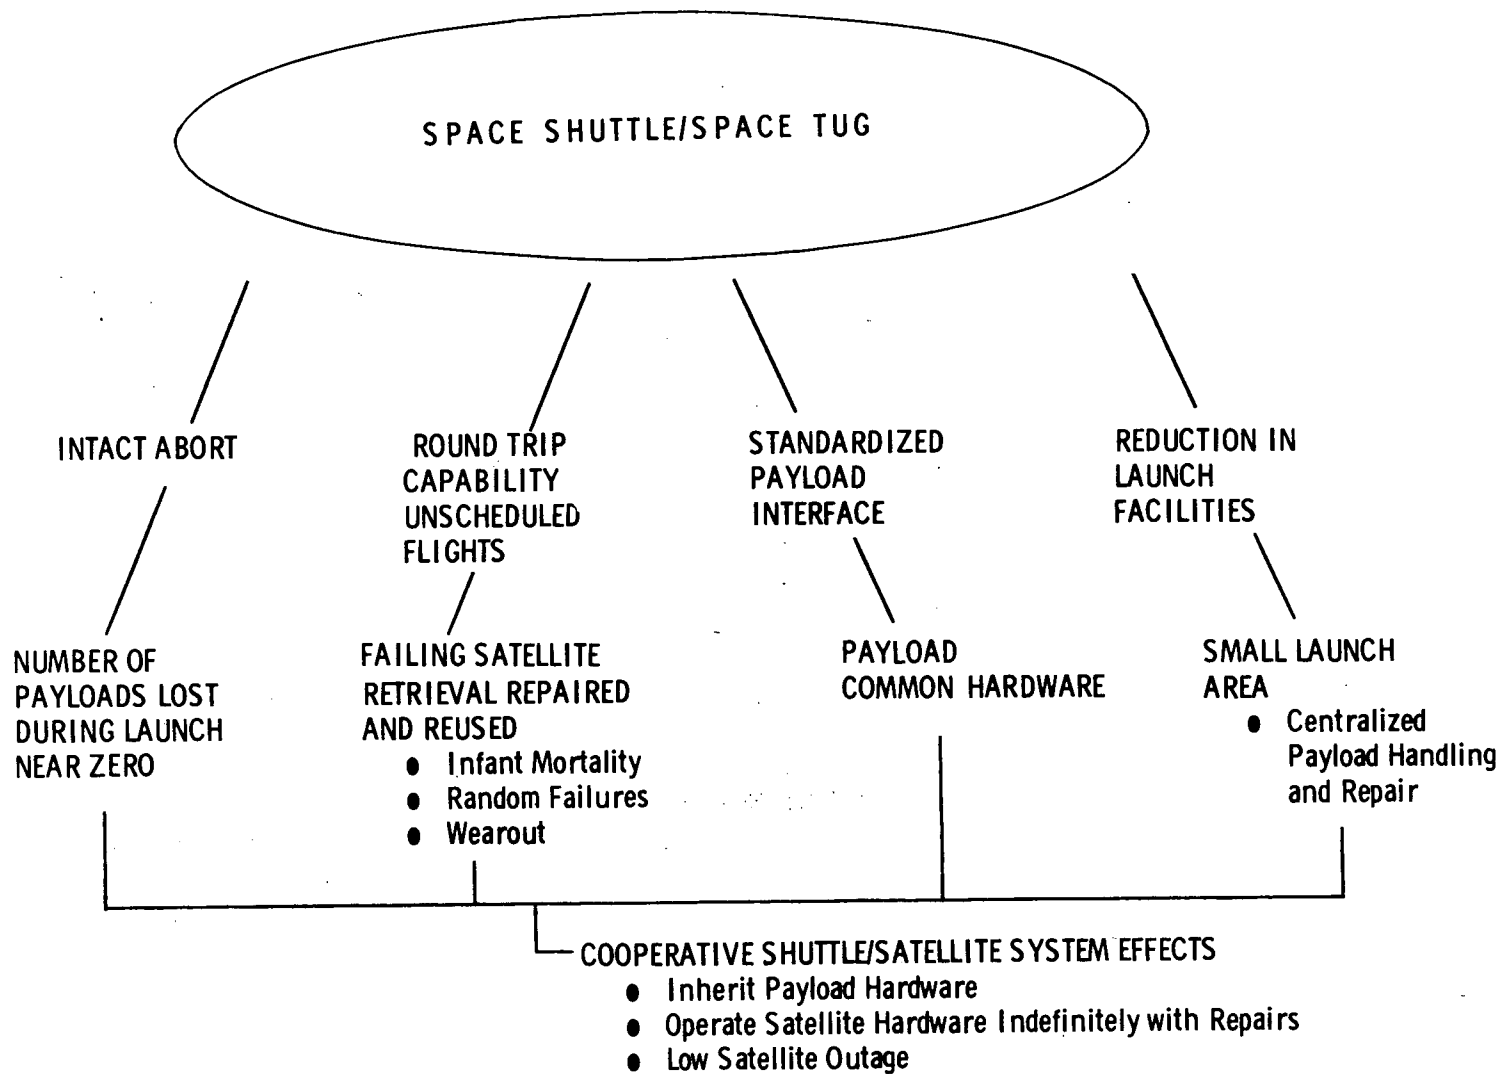 SPACE SHUTTLE/SPACE TUG
INTACT ABORT
ROUND TRIP
CAPABILITY
UNSCHEDULED
FLIGHTS
STANDARDIZED
PAYLOAD
INTERFACE
REDUCTION IN
LAUNCH
FACILITIES
NUMBER OF
PAYLOADS LOST
DURING LAUNCH
NEAR ZERO
FAILING SATELLITE
RETRIEVAL REPAIRED
AND REUSED
● Infant Mortality
● Random Failures
● Wearout
PAYLOAD
COMMON HARDWARE
SMALL LAUNCH
AREA
● Centralized
Payload Handling
and Repair
COOPERATIVE SHUTTLE/SATELLITE SYSTEM EFFECTS
● Inherit Payload Hardware
● Operate Satellite Hardware Indefinitely with Repairs
● Low Satellite Outage